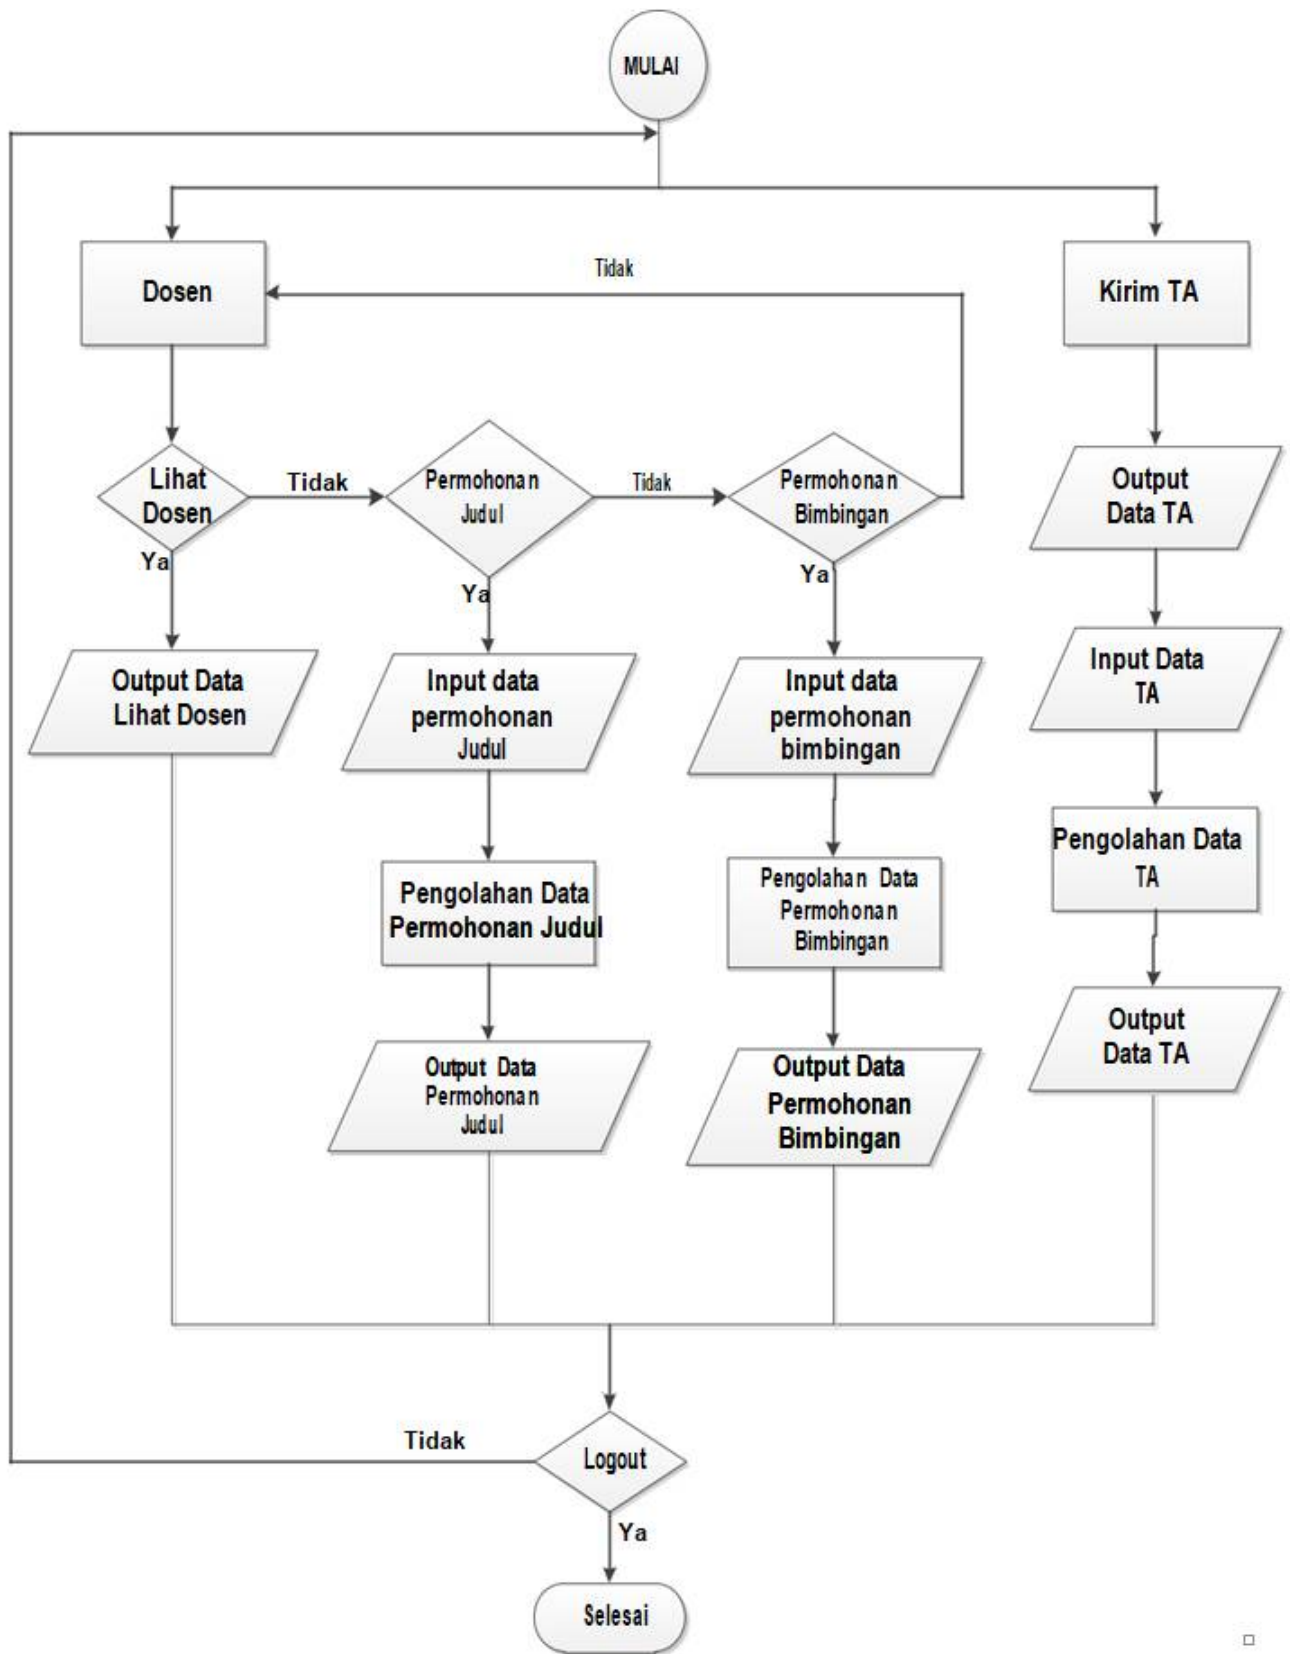 MULAI
Tidak
Dosen
Kirim TA
Lihat
Dosen
Tidak
Permohonan
Judul
Tidak
Permohonan
Bimbingan
Output
Data TA
Ya
Ya
Ya
Output Data
Lihat Dosen
Input data
permohonan
Judul
Input data
permohonan
bimbingan
Input Data
TA
Pengolahan Data
Permohonan Judul
Pengolahan Data
Permohonan
Bimbingan
Pengolahan Data
TA
Output Data
Permohonan
Judul
Output Data
Permohonan
Bimbingan
Output
Data TA
Tidak
Logout
Ya
Selesai